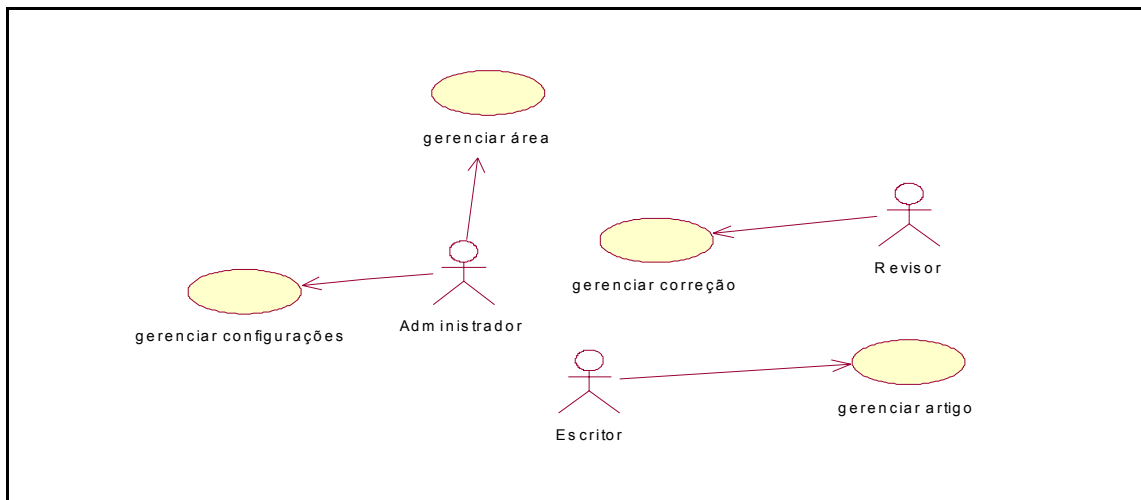 gerenciar área
Revisor
gerenciar correção
Administrador
gerenciar configurações
gerenciar artigo
Escritor